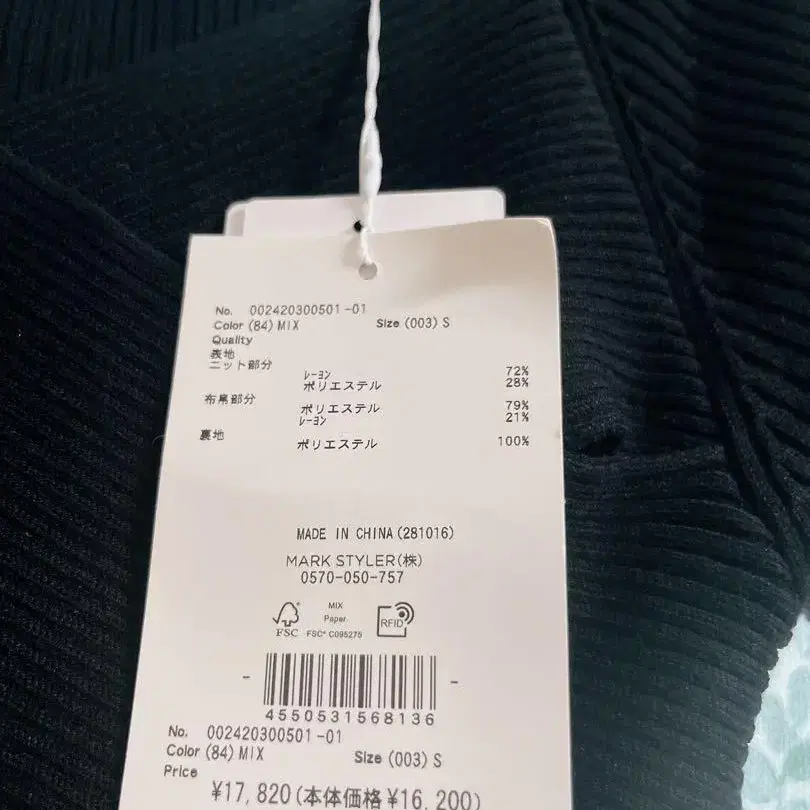 No. 002420300501-01
Color (84) MIX Size (003) S
Quality
表地
ニット部分
ﾚｰﾖﾝ 72%
ポリエステル 28%
布帛部分
ポリエステル 79%
ﾚｰﾖﾝ 21%
裏地
ポリエステル 100%
MADE IN CHINA(281016)
MARK STYLER(株)
0570-050-757
FSC
MIX
Paper
FSC® C095275
RFID
4550531568136
No. 002420300501-01
Color (84) MIX Size (003) S
Price
¥17,820(本体価格¥16,200)